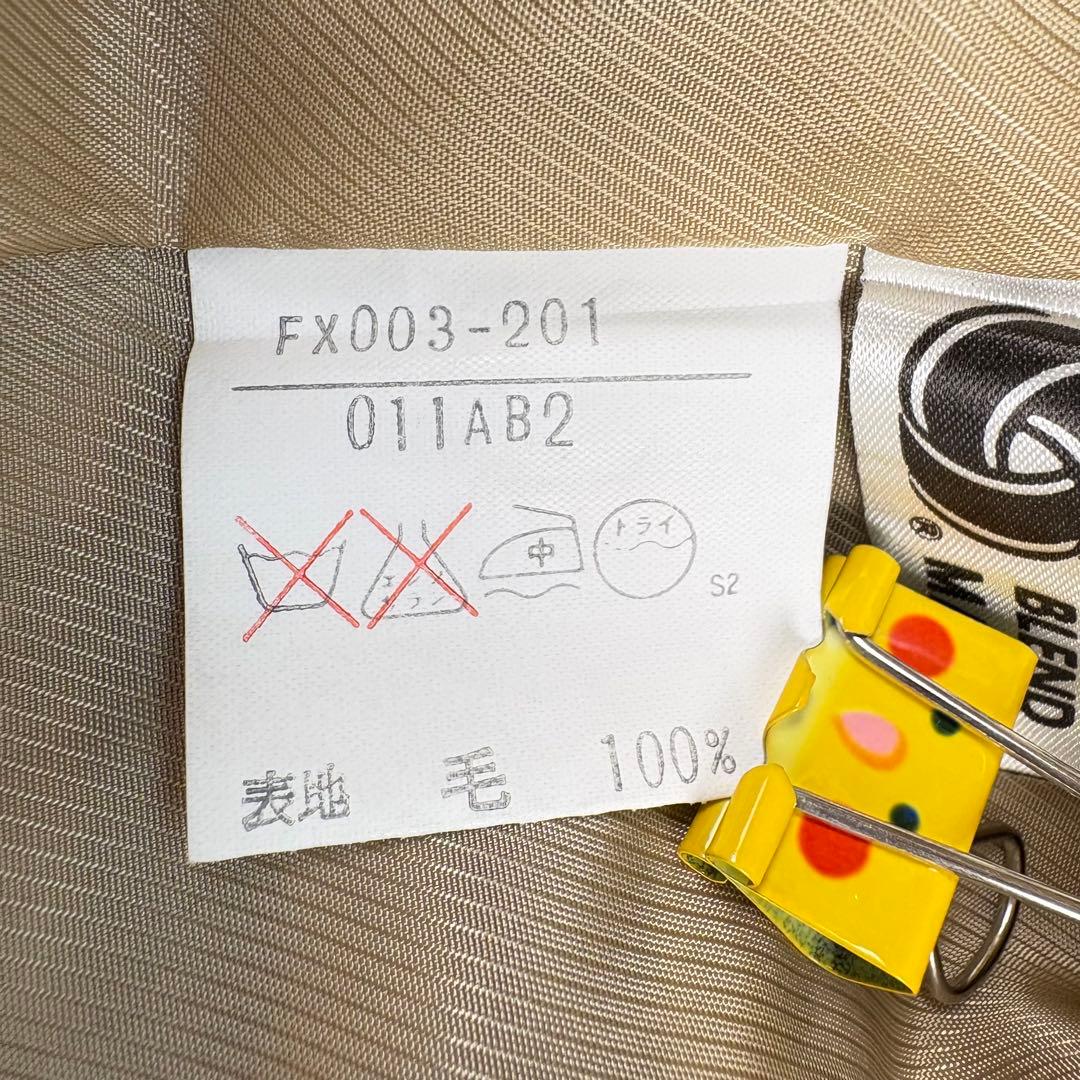 FX003-201
011AB2
エンソ
中
ドライ
S2
表地 毛 100%
®
BLEND